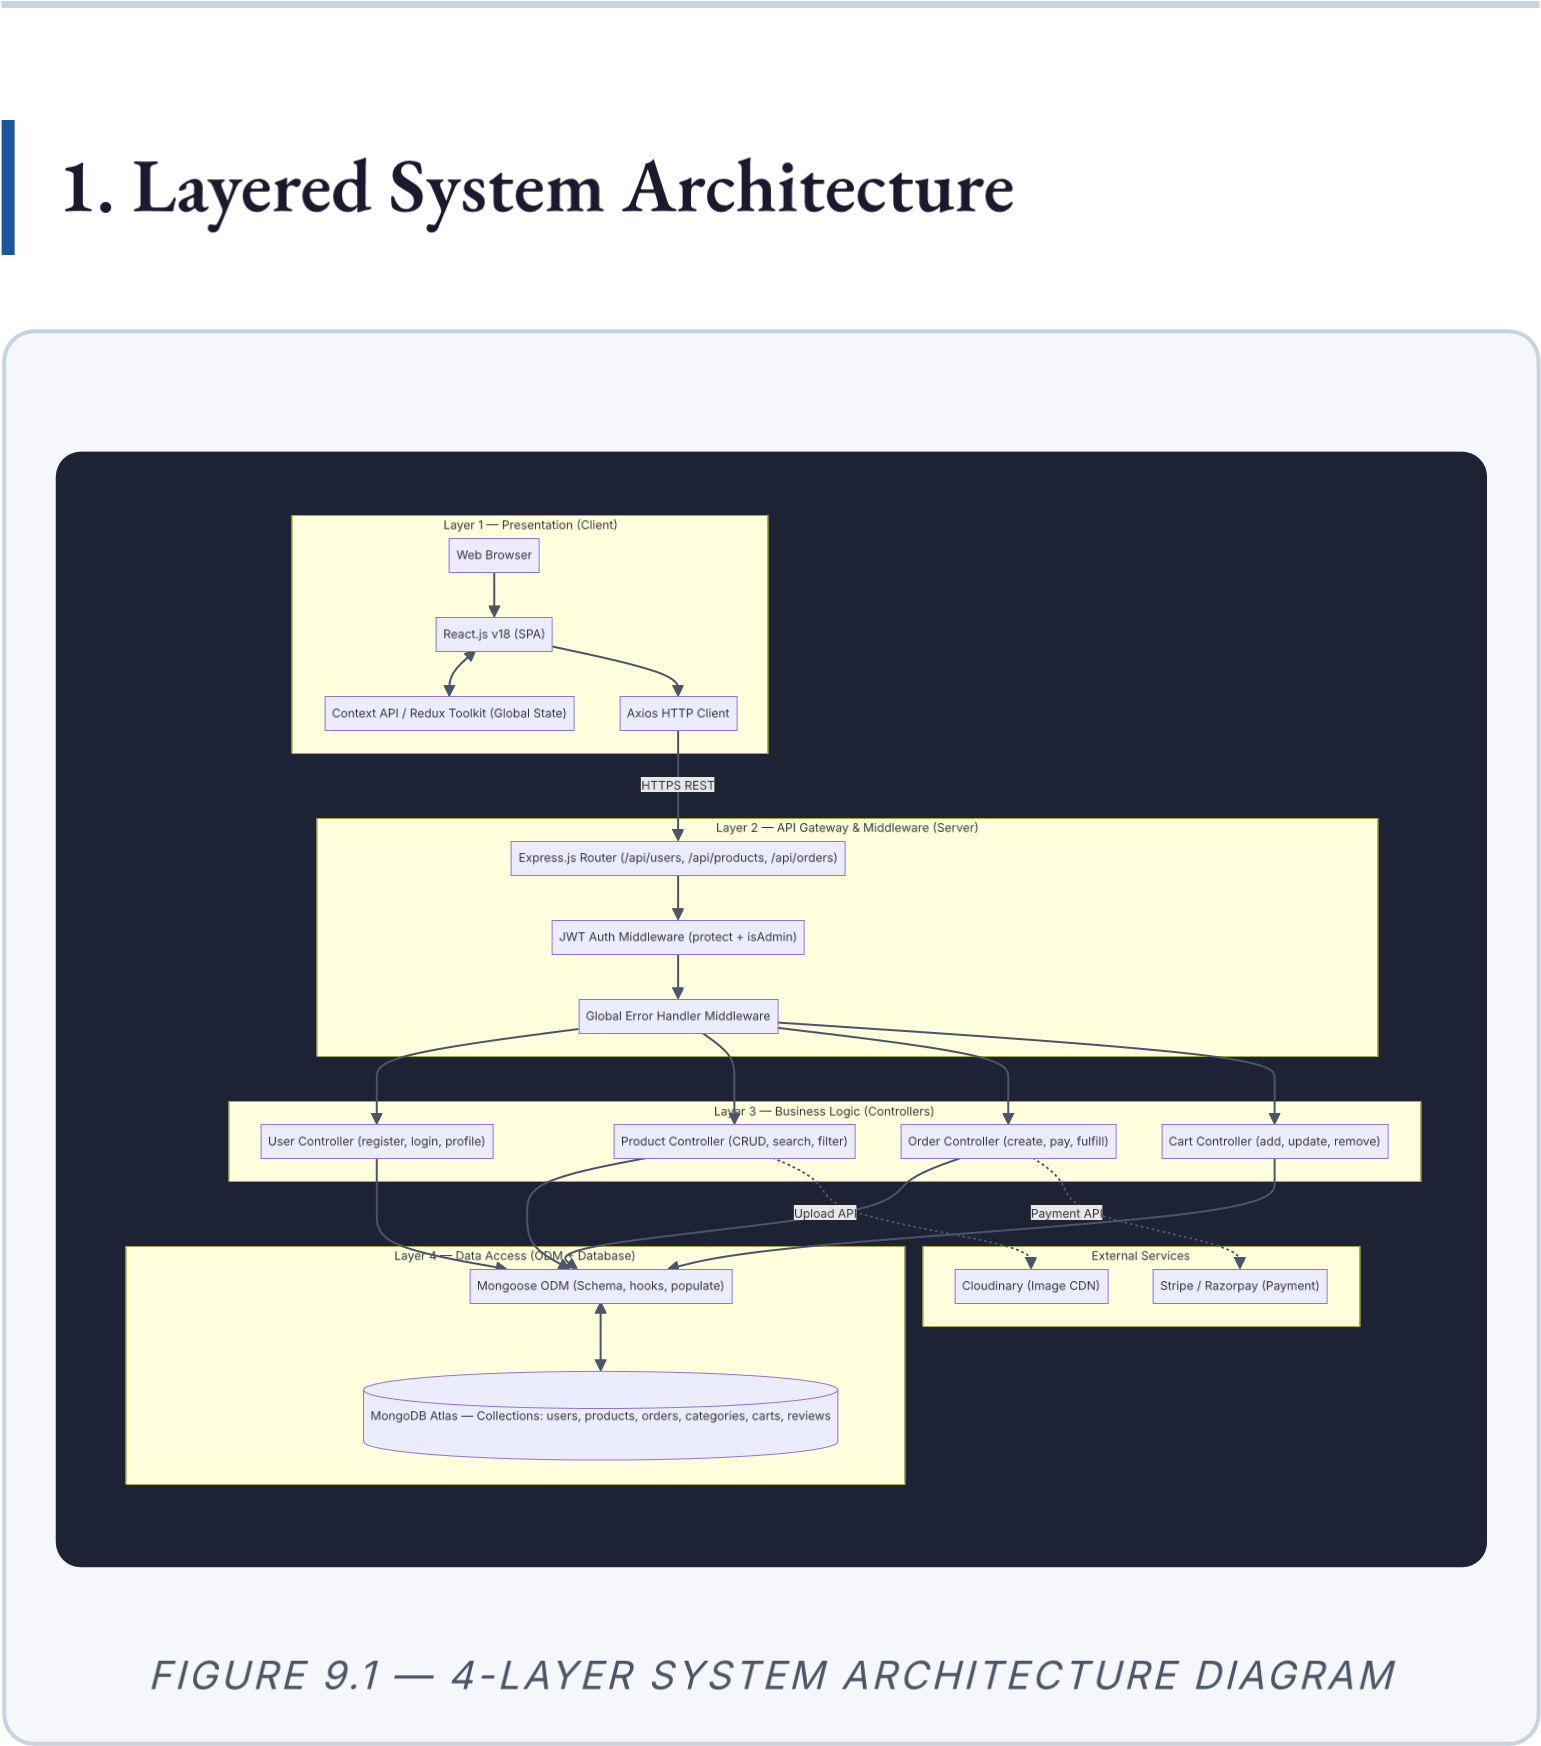 1. Layered System Architecture
Layer 1 — Presentation (Client)
Web Browser
React.js v18 (SPA)
Context API / Redux Toolkit (Global State)
Axios HTTP Client
HTTPS REST
Layer 2 — API Gateway & Middleware (Server)
Express.js Router (/api/users, /api/products, /api/orders)
JWT Auth Middleware (protect + isAdmin)
Global Error Handler Middleware
Layer 3 — Business Logic (Controllers)
User Controller (register, login, profile)
Product Controller (CRUD, search, filter)
Order Controller (create, pay, fulfill)
Cart Controller (add, update, remove)
Upload API
Payment API
Layer 4 — Data Access (ODM Database)
External Services
Mongoose ODM (Schema, hooks, populate)
Cloudinary (Image CDN)
Stripe / Razorpay (Payment)
MongoDB Atlas — Collections: users, products, orders, categories, carts, reviews
FIGURE 9.1 — 4-LAYER SYSTEM ARCHITECTURE DIAGRAM